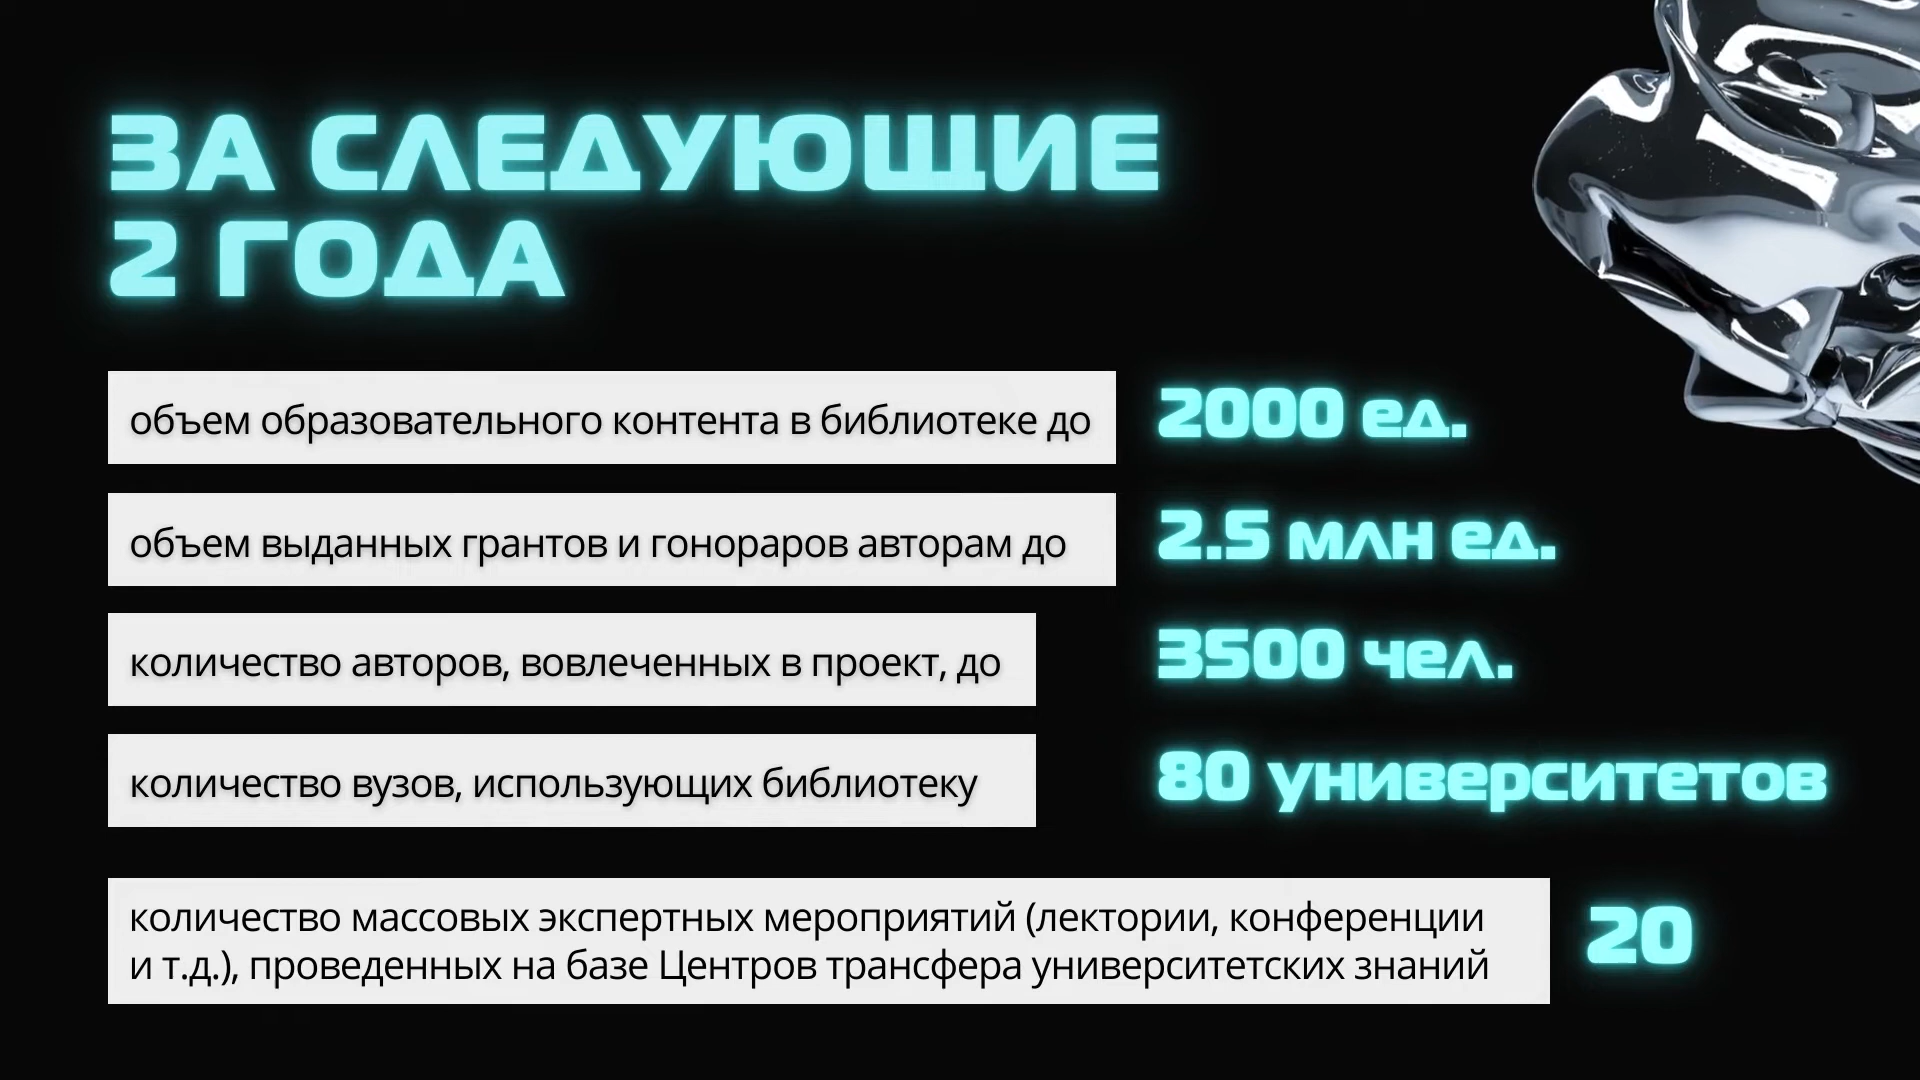 ЗА СЛЕДУЮЩИЕ
2 ГОДА
объем образовательного контента в библиотеке до 2000 ед.
объем выданных грантов и гонораров авторам до 2.5 млн ед.
количество авторов, вовлеченных в проект, до 3500 чел.
количество вузов, использующих библиотеку 80 университетов
количество массовых экспертных мероприятий (лектории, конференции
и т.д.), проведенных на базе Центров трансфера университетских знаний
20